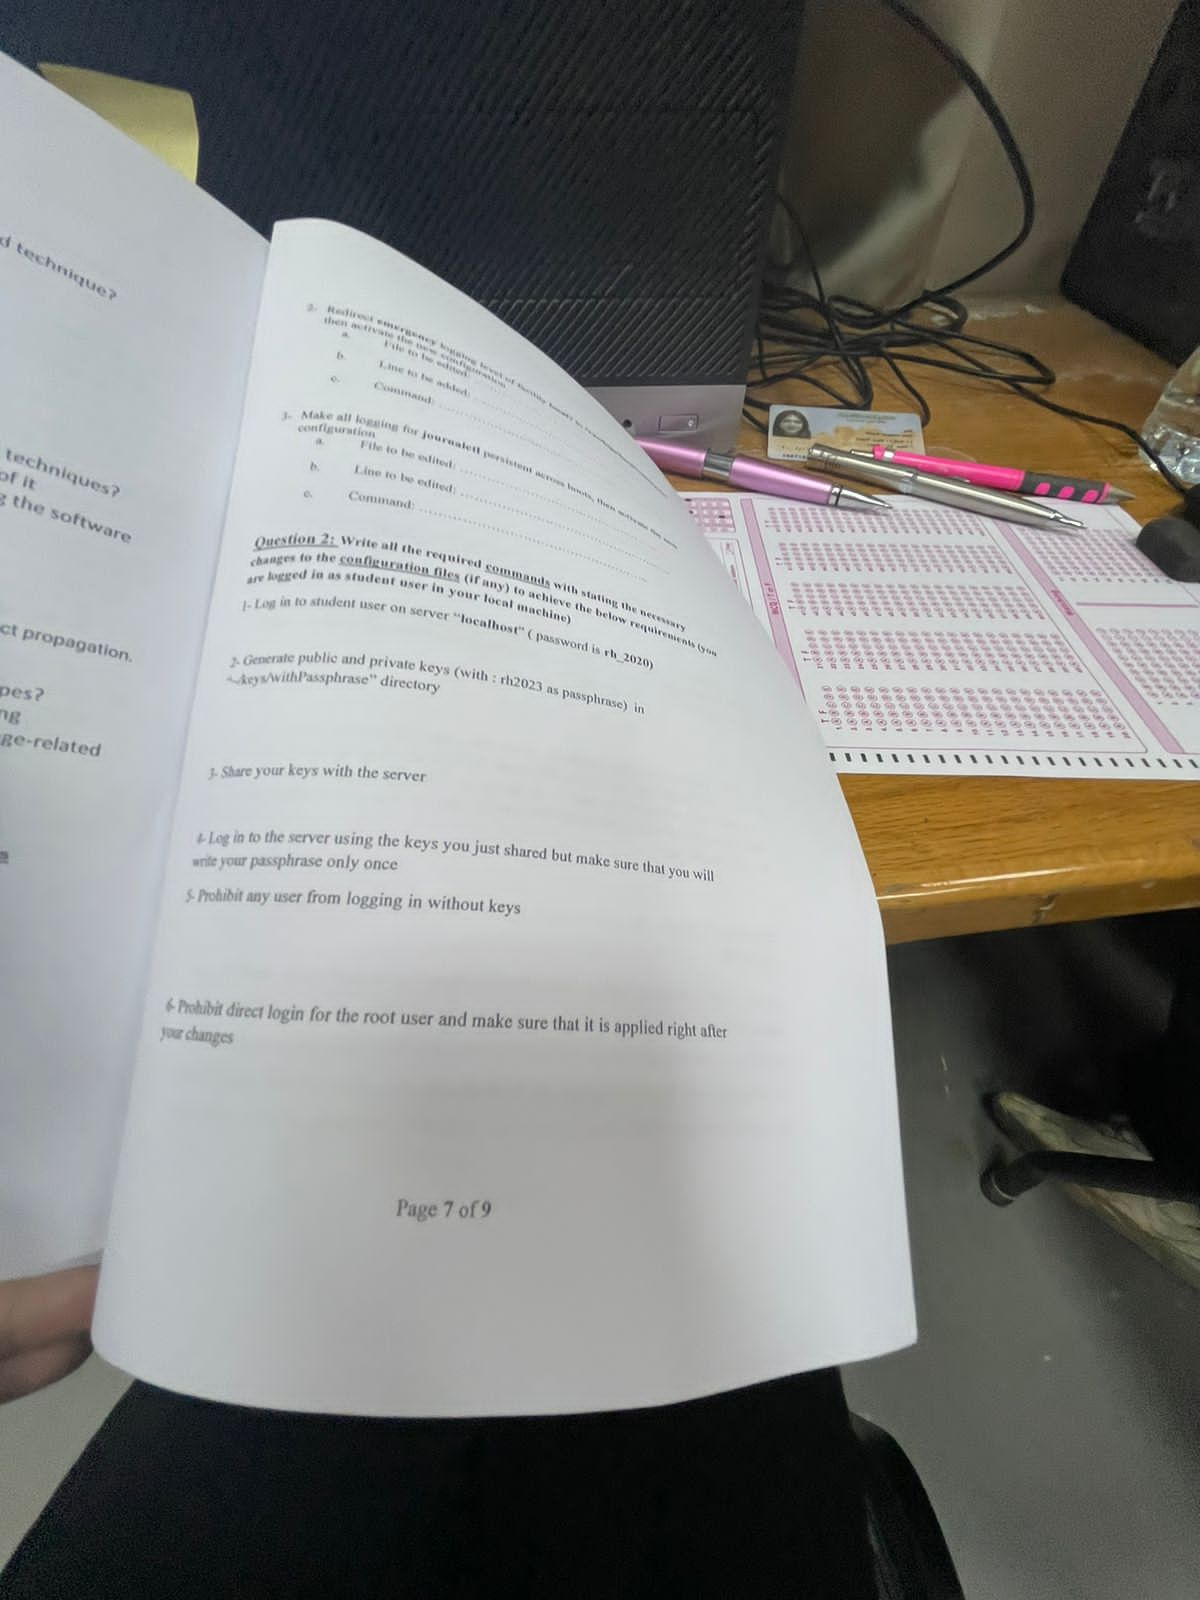 d technique?
techniques?
of it
g the software
ct propagation.
pes?
ng
ge-related
2- Redirect emergency logging level of facility
then activate the new configuration
a. File to be edited:
b. Line to be added:
c. Command:
3- Make all logging for journalctl persistent across boots, then activate the new
configuration
a. File to be edited:
b. Line to be edited:
c. Command:
Question 2: Write all the required commands with stating the necessary
changes to the configuration files (if any) to achieve the below requirements (you
are logged in as student user in your local machine)
1- Log in to student user on server "localhost" ( password is rh_2020)
2- Generate public and private keys (with : rh2023 as passphrase) in
"~/keys/withPassphrase" directory
3- Share your keys with the server
4- Log in to the server using the keys you just shared but make sure that you will
write your passphrase only once
5- Prohibit any user from logging in without keys
6- Prohibit direct login for the root user and make sure that it is applied right after
your changes
Page 7 of 9